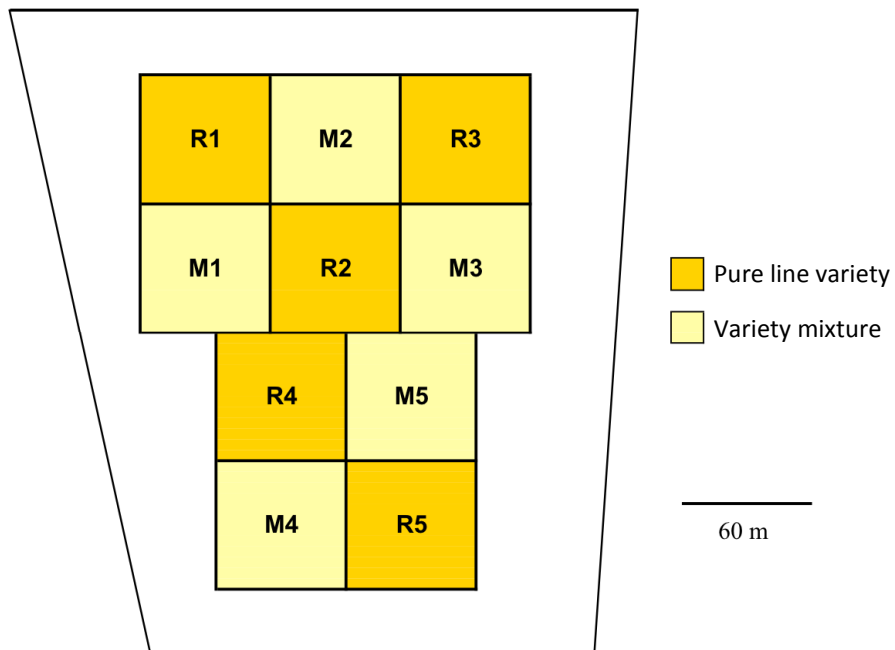 R1 M2 R3
M1 R2 M3
R4 M5
M4 R5
Pure line variety
Variety mixture
60 m